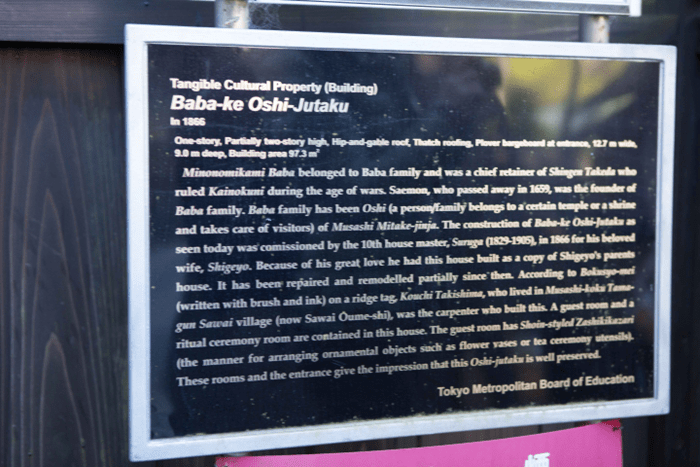 Tangible Cultural Property (Building)
Baba-ke Oshi-Jutaku
In 1866
One-story, Partially two-story high, Hip-and-gable roof, Thatch roofing, Plover bargeboard at entrance, 12.7 m wide,
9.0 m deep, Building area 97.3 m²
Minonomikami Baba belonged to Baba family and was a chief retainer of Shingen Takeda who
ruled Kainokuni during the age of wars. Saemon, who passed away in 1659, was the founder of
Baba family. Baba family has been Oshi (a person/family belongs to a certain temple or a shrine
and takes care of visitors) of Musashi Mitake-jinja. The construction of Baba-ke Oshi-Jutaku as
seen today was comissioned by the 10th house master, Suruga (1829-1905), in 1866 for his beloved
wife, Shigeyo. Because of his great love he had this house built as a copy of Shigeyo's parents
house. It has been repaired and remodelled partially since then. According to Bokusyo-mei
(written with brush and ink) on a ridge tag, Kouchi Takishima, who lived in Musashi-koku Tama-
gun Sawai village (now Sawai Oume-shi), was the carpenter who built this. A guest room and a
ritual ceremony room are contained in this house. The guest room has Shoin-styled Zashikikazari
(the manner for arranging ornamental objects such as flower vases or tea ceremony utensils).
These rooms and the entrance give the impression that this Oshi-jutaku is well preserved.
Tokyo Metropolitan Board of Education